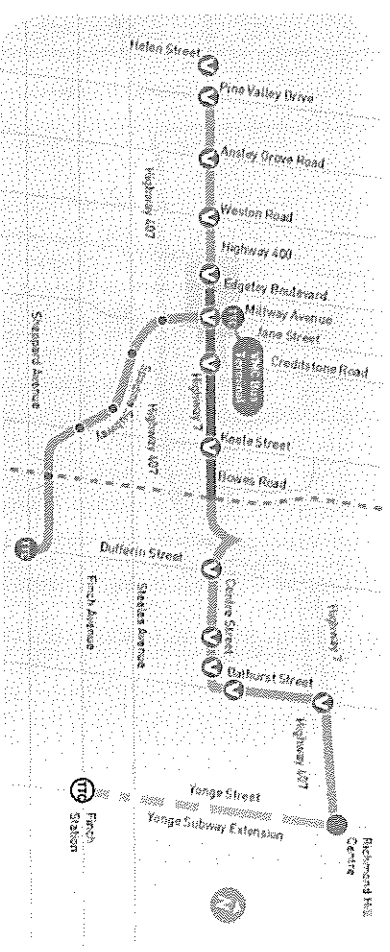 Helen Street
Pine Valley Drive
Ansley Grove Road
Weston Road
Highway 407
Highway 400
Edgeley Boulevard
Millway Avenue
Jane Street
Creditstone Road
Highway 7
Highway 407
Sheppard Avenue
Keele Street
Bowes Road
Dufferin Street
Centre Street
Highway 7
Finch Avenue
Steeles Avenue
Bathurst Street
Highway 407
Yonge Street
Yonge Subway Extension
TTC
Finch
Station
Richmond Hill
Centre